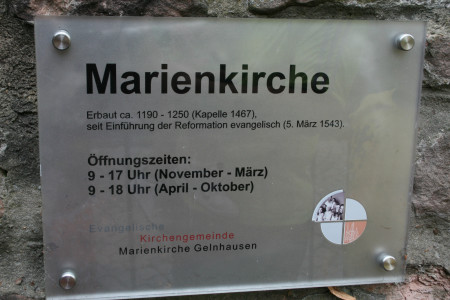 Marienkirche
Erbaut ca. 1190 - 1250 (Kapelle 1467),
seit Einführung der Reformation evangelisch (5. März 1543).
Öffnungszeiten:
9 - 17 Uhr (November - März)
9 - 18 Uhr (April - Oktober)
Evangelische
Kirchengemeinde
Marienkirche Gelnhausen